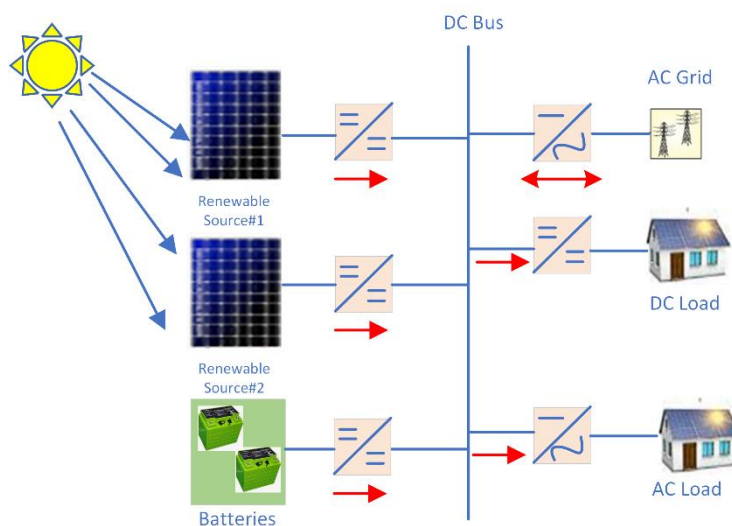 DC Bus
AC Grid
Renewable
Source#1
DC Load
Renewable
Source#2
Batteries
AC Load